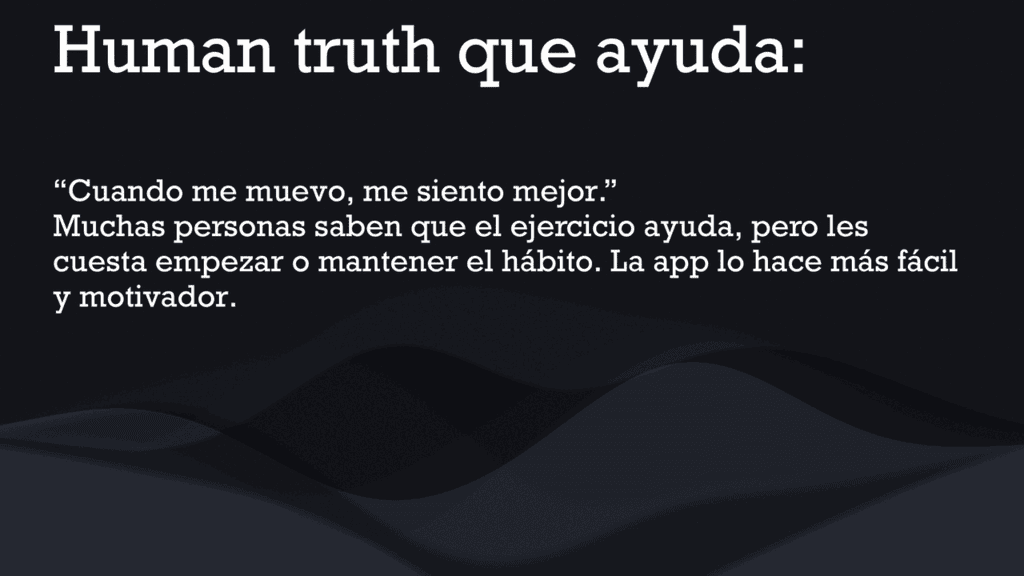 Human truth que ayuda:
“Cuando me muevo, me siento mejor.”
Muchas personas saben que el ejercicio ayuda, pero les
cuesta empezar o mantener el hábito. La app lo hace más fácil
y motivador.